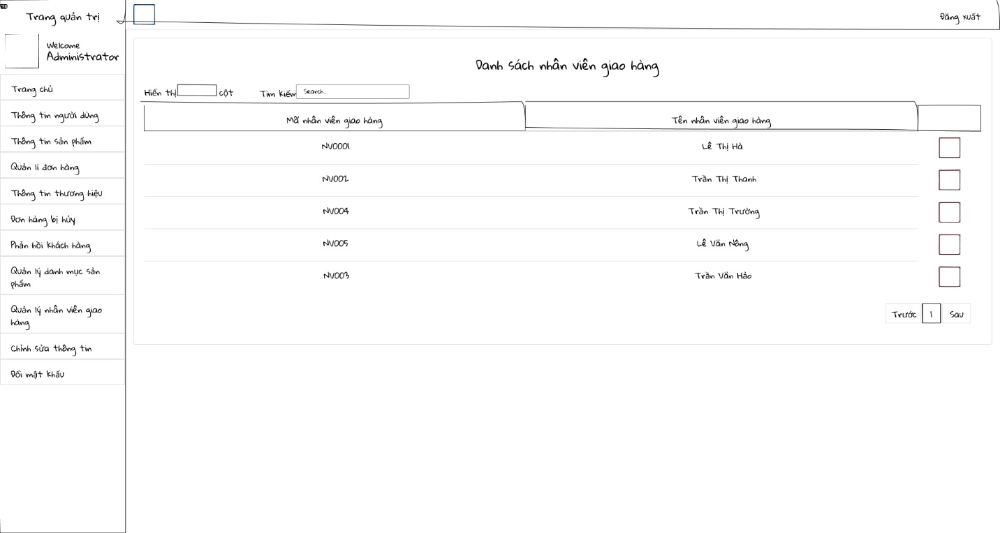 Trang quản trị
Đăng xuất
Welcome
Administrator
Trang chủ
Thông tin người dùng
Thông tin sản phẩm
Quản lí đơn hàng
Thông tin thương hiệu
Đơn hàng bị hủy
Phản hồi khách hàng
Quản lý danh mục sản
phẩm
Quản lý nhân viên giao
hàng
Chỉnh sửa thông tin
Đổi mật khẩu
Danh sách nhân viên giao hàng
Hiển thị cột Tìm kiếm Search..
Mã nhân viên giao hàng Tên nhân viên giao hàng
NV0001 Lê Thị Hà
NV002 Trần Thị Thanh
NV004 Trần Thị Trường
NV005 Lê Văn Nông
NV003 Trần Văn Hảo
Trước 1 Sau